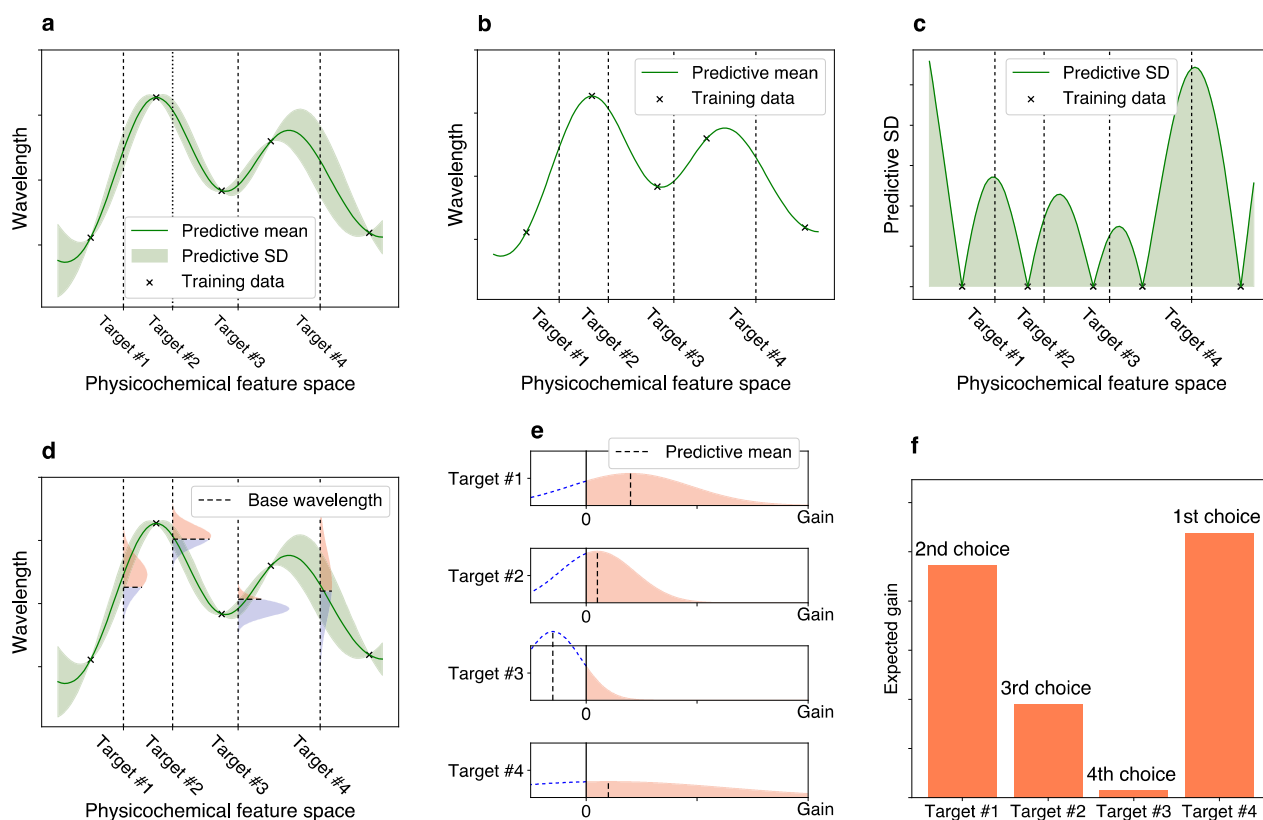 a
Wavelength
Predictive mean
Predictive SD
Training data
Target #1
Target #2
Target #3
Target #4
Physicochemical feature space
b
Wavelength
Predictive mean
Training data
Target #1
Target #2
Target #3
Target #4
Physicochemical feature space
c
Predictive SD
Predictive SD
Training data
Target #1
Target #2
Target #3
Target #4
Physicochemical feature space
d
Wavelength
Base wavelength
Target #1
Target #2
Target #3
Target #4
Physicochemical feature space
e
Predictive mean
Target #1
0
Gain
Target #2
0
Gain
Target #3
0
Gain
Target #4
0
Gain
f
Expected gain
2nd choice
3rd choice
4th choice
1st choice
Target #1
Target #2
Target #3
Target #4